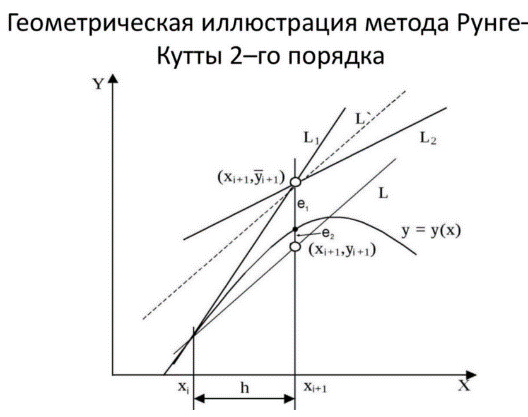 Геометрическая иллюстрация метода Рунге–
Кутты 2–го порядка
Y
L₁
L`
L₂
(xᵢ₊₁,y̅ᵢ₊₁)
e₁
L
e₂
y = y(x)
(xᵢ₊₁,yᵢ₊₁)
xᵢ
h
xᵢ₊₁
X